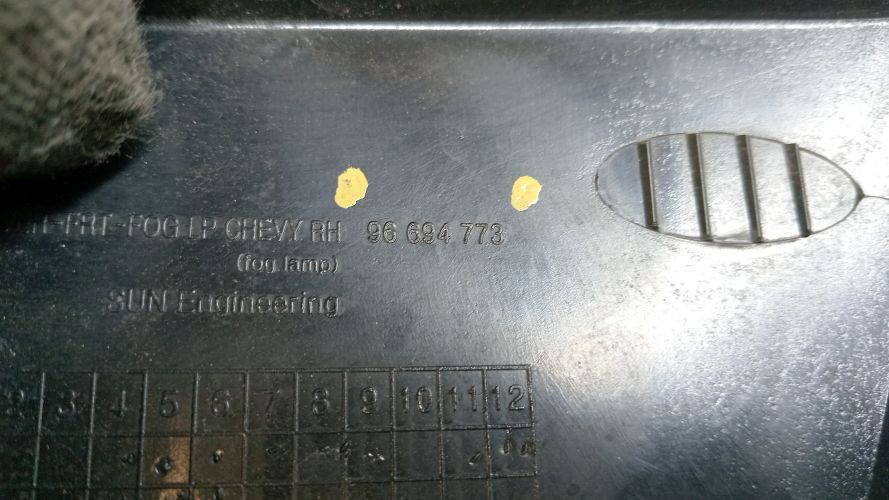 -FRT-FOG LP CHEVY RH 96 694 773
(fog lamp)
SUN Engineering
2 3 4 5 6 7 8 9 10 11 12